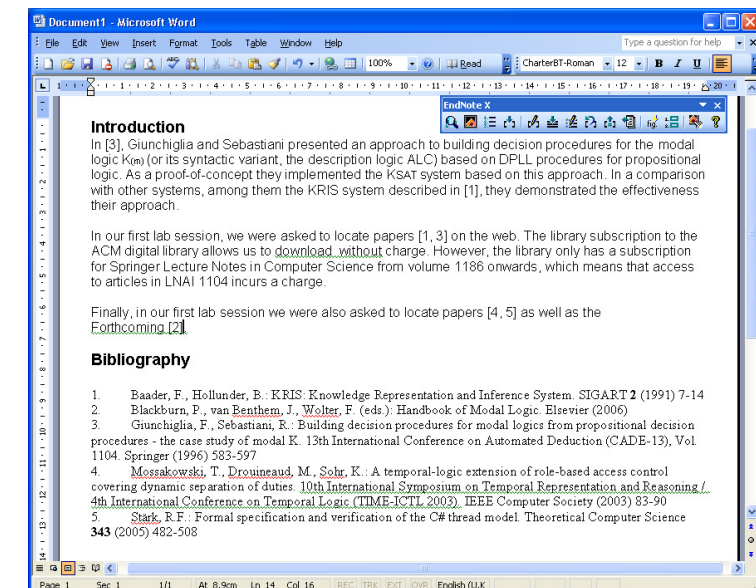 Document1 - Microsoft Word
File Edit View Insert Format Tools Table Window Help Type a question for help
100% Read CharterBT-Roman 12 B I U
EndNote X
Introduction
In [3], Giunchiglia and Sebastiani presented an approach to building decision procedures for the modal
logic K(m) (or its syntactic variant, the description logic ALC) based on DPLL procedures for propositional
logic. As a proof-of-concept they implemented the KSAT system based on this approach. In a comparison
with other systems, among them the KRIS system described in [1], they demonstrated the effectiveness
their approach.
In our first lab session, we were asked to locate papers [1, 3] on the web. The library subscription to the
ACM digital library allows us to download without charge. However, the library only has a subscription
for Springer Lecture Notes in Computer Science from volume 1186 onwards, which means that access
to articles in LNAI 1104 incurs a charge.
Finally, in our first lab session we were also asked to locate papers [4, 5] as well as the
Forthcoming [2].
Bibliography
1. Baader, F., Hollunder, B.: KRIS: Knowledge Representation and Inference System. SIGART 2 (1991) 7-14
2. Blackburn, P., van Benthem, J., Wolter, F. (eds.): Handbook of Modal Logic. Elsevier (2006)
3. Giunchiglia, F., Sebastiani, R.: Building decision procedures for modal logics from propositional decision
procedures - the case study of modal K. 13th International Conference on Automated Deduction (CADE-13), Vol.
1104. Springer (1996) 583-597
4. Mossakowski, T., Drouineaud, M., Sohr, K.: A temporal-logic extension of role-based access control
covering dynamic separation of duties. 10th International Symposium on Temporal Representation and Reasoning /
4th International Conference on Temporal Logic (TIME-ICTL 2003). IEEE Computer Society (2003) 83-90
5. Stärk, R.F.: Formal specification and verification of the C# thread model. Theoretical Computer Science
343 (2005) 482-508
Page 1 Sec 1 1/1 At 8.9cm Ln 14 Col 16 REC TRK EXT OVR English (U.K